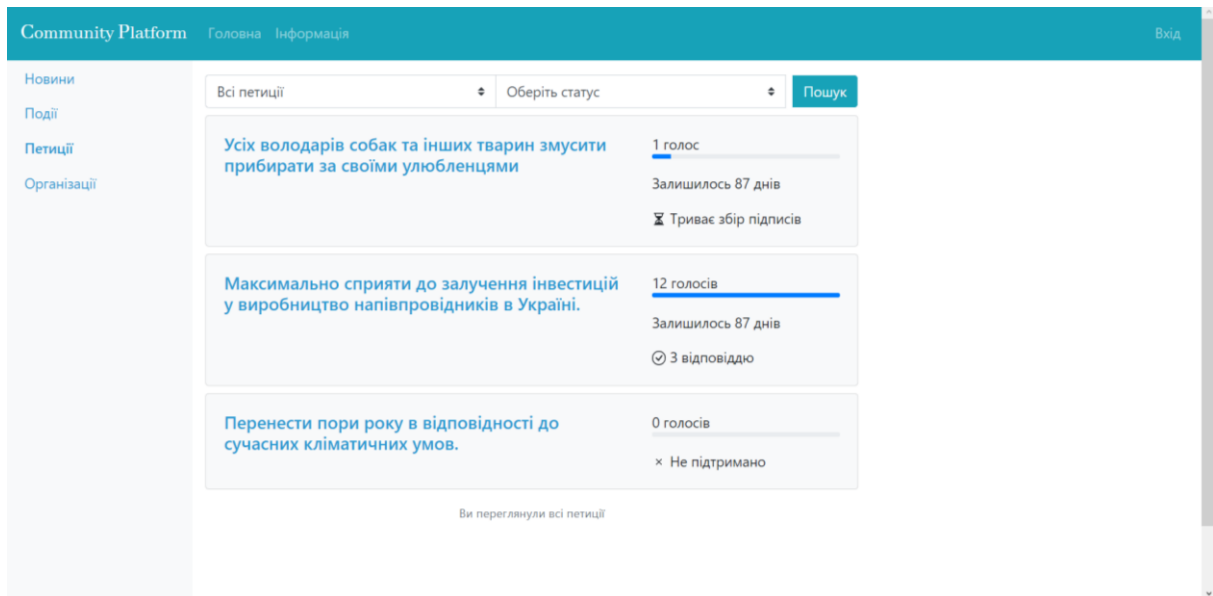 Community Platform Головна Інформація Вхід
Новини
Події
Петиції
Організації
Всі петиції Оберіть статус Пошук
Усіх володарів собак та інших тварин змусити
прибирати за своїми улюбленцями
1 голос
Залишилось 87 днів
Триває збір підписів
Максимально сприяти до залучення інвестицій
у виробництво напівпровідників в Україні.
12 голосів
Залишилось 87 днів
З відповіддю
Перенести пори року в відповідності до
сучасних кліматичних умов.
0 голосів
Не підтримано
Ви переглянули всі петиції